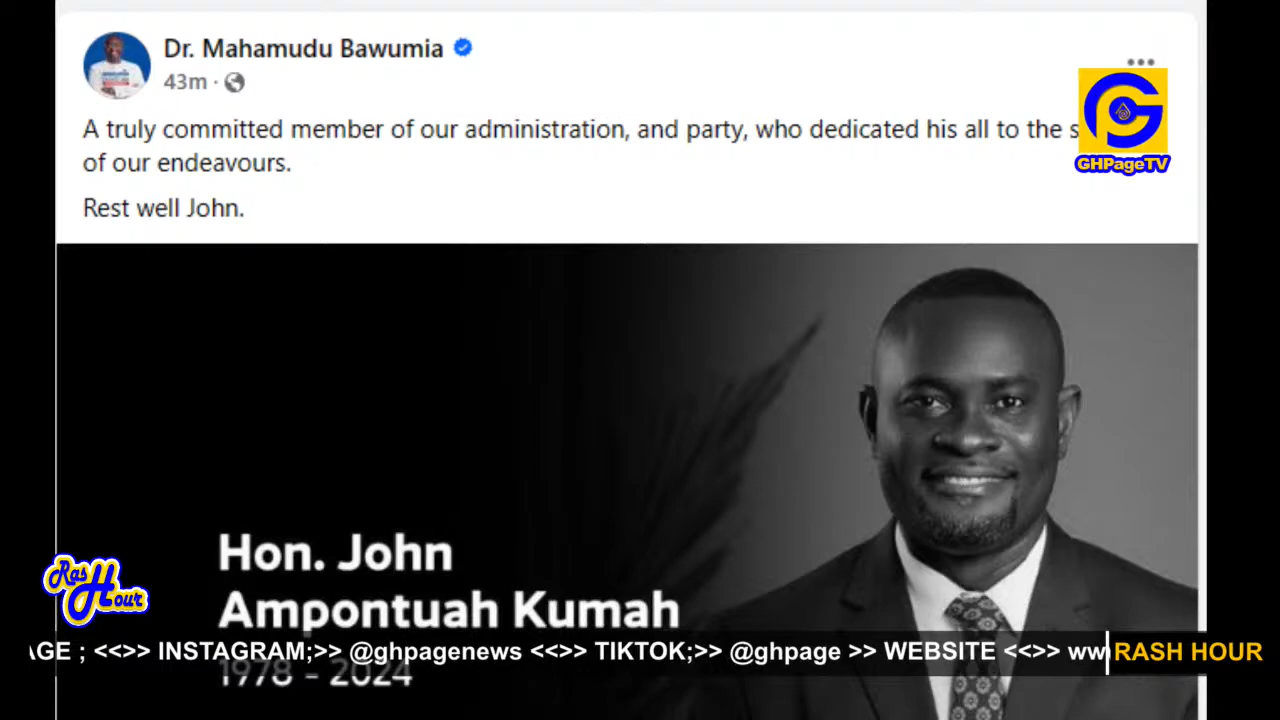 Dr. Mahamudu Bawumia
43m ·
A truly committed member of our administration, and party, who dedicated his all to the s
of our endeavours.
Rest well John.
GHPageTV
Hon. John
Ampontuah Kumah
1978 - 2024
Rash Hour
AGE ; <<>> INSTAGRAM;>> @ghpagenews <<>> TIKTOK;>> @ghpage >> WEBSITE <<>> ww
RASH HOUR